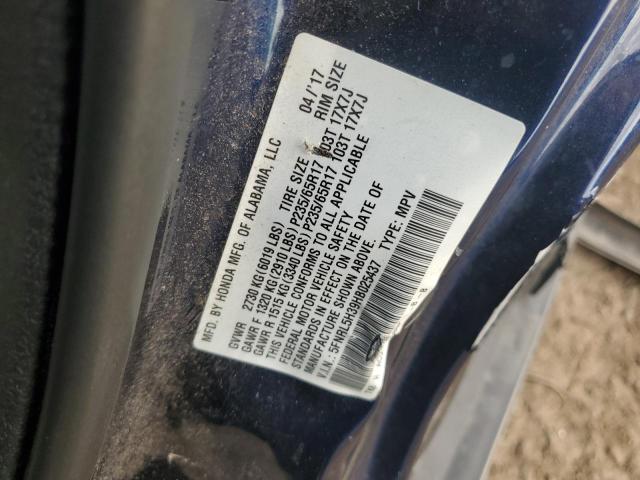 MFD. BY HONDA MFG. OF ALABAMA, LLC 04/'17
GVWR 2730 KG(6019 LBS) TIRE SIZE RIM SIZE
GAWR F 1320 KG (2910 LBS) P235/65R17 103T 17X7J
GAWR R 1515 KG(3340 LBS) P235/65R17 103T 17X7J
THIS VEHICLE CONFORMS TO ALL APPLICABLE
FEDERAL MOTOR VEHICLE SAFETY
STANDARDS IN EFFECT ON THE DATE OF
MANUFACTURE SHOWN ABOVE.
V.I.N.: 5FNRL5H39HB025437 TYPE: MPV